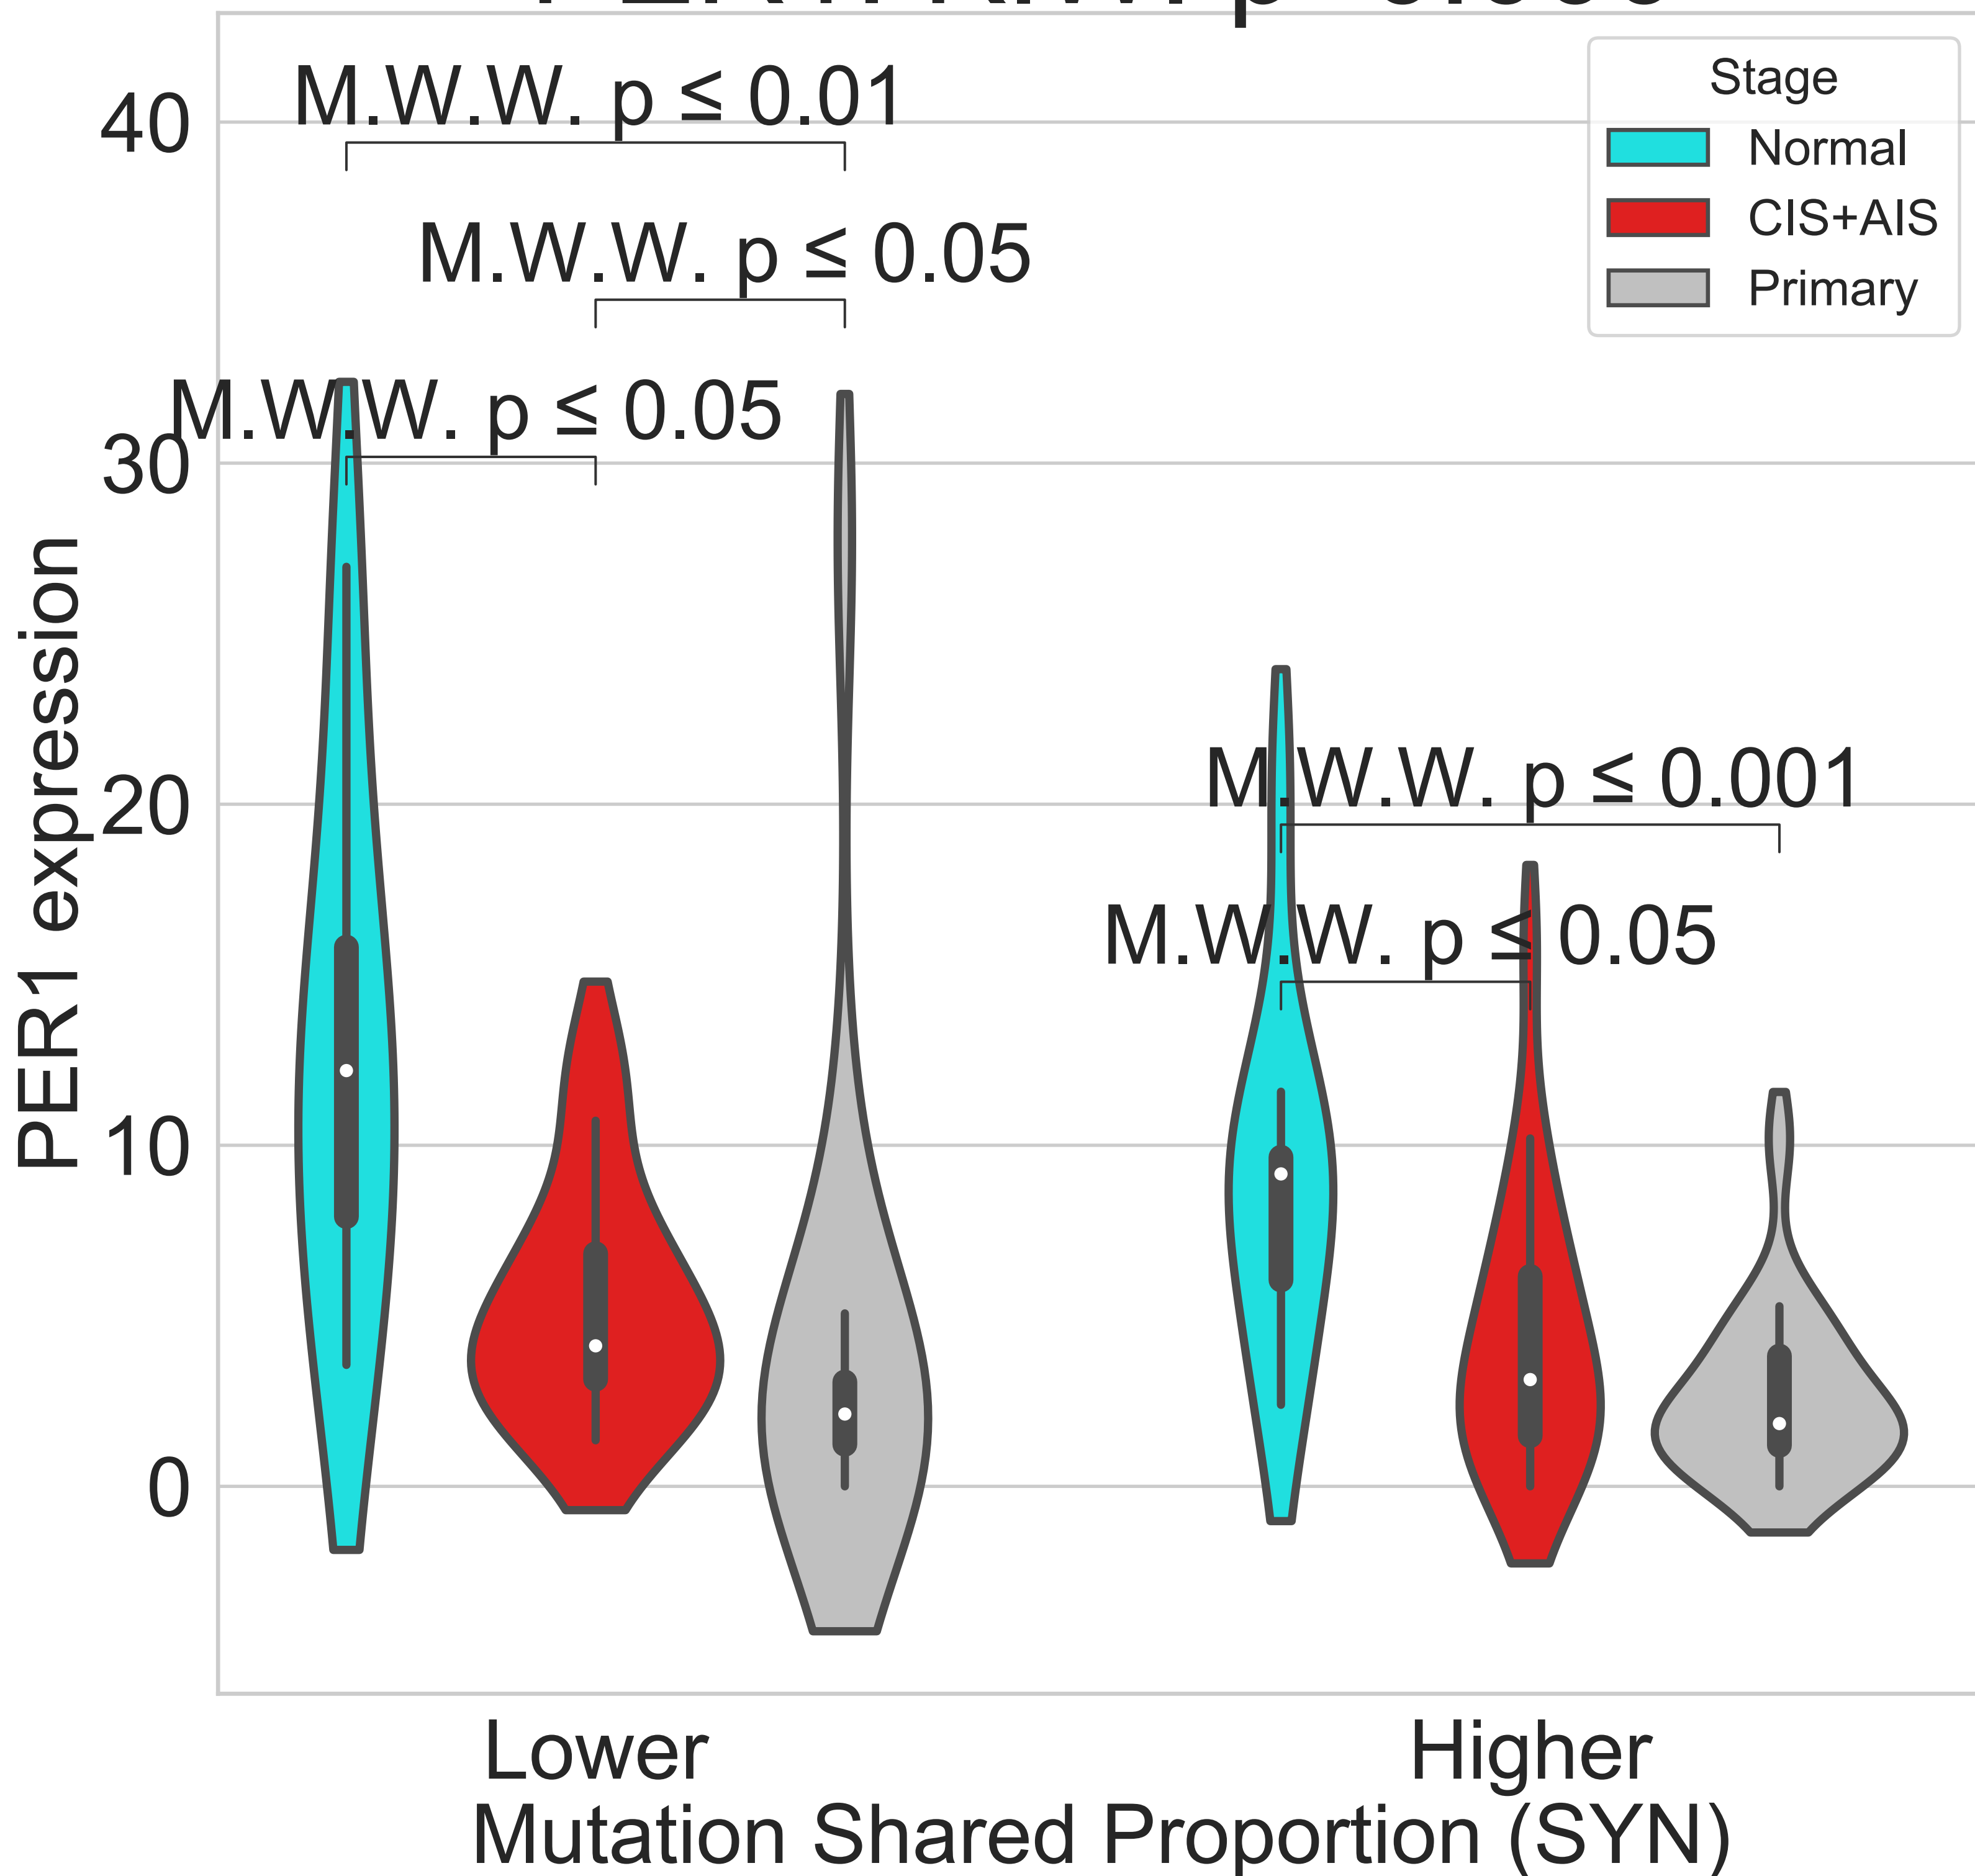 M.W.W. p ≤ 0.01
M.W.W. p ≤ 0.05
M.W.W. p ≤ 0.05
M.W.W. p ≤ 0.001
M.W.W. p ≤ 0.05
Stage
Normal
CIS+AIS
Primary
40
30
20
10
0
PER1 expression
Lower
Higher
Mutation Shared Proportion (SYN)